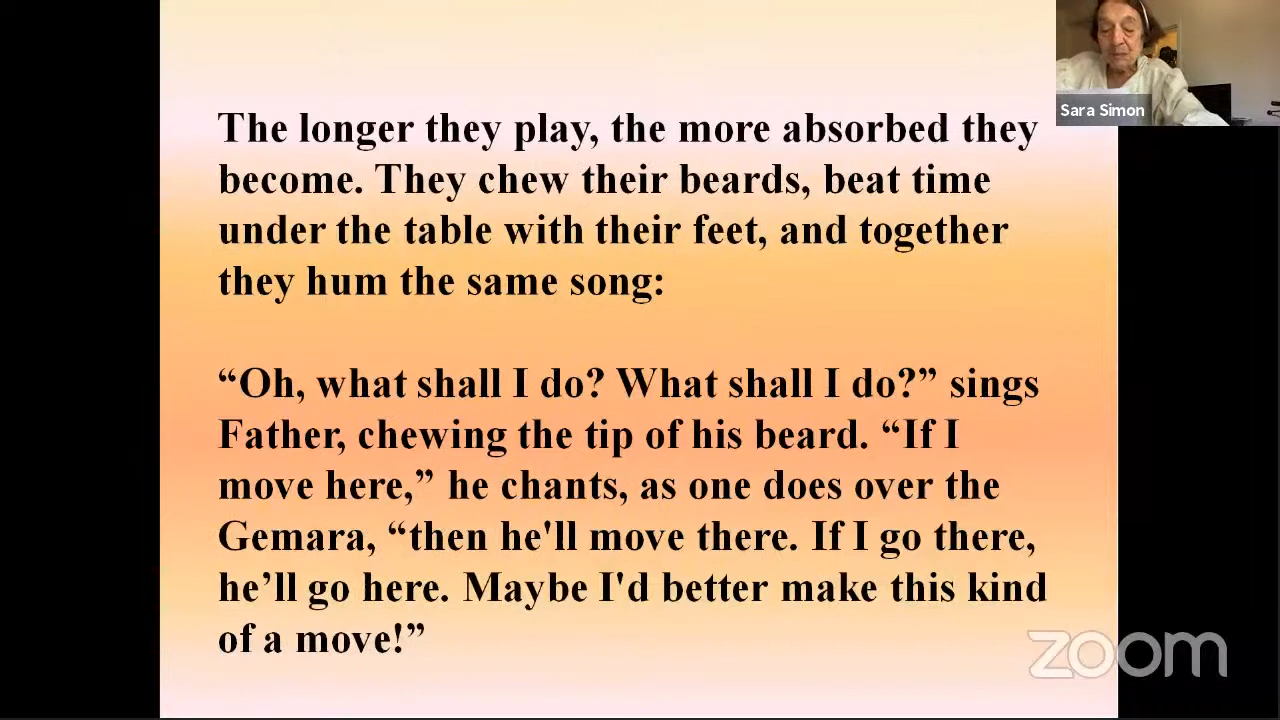 Sara Simon
The longer they play, the more absorbed they
become. They chew their beards, beat time
under the table with their feet, and together
they hum the same song:
“Oh, what shall I do? What shall I do?” sings
Father, chewing the tip of his beard. “If I
move here,” he chants, as one does over the
Gemara, “then he'll move there. If I go there,
he’ll go here. Maybe I'd better make this kind
of a move!”
zoom